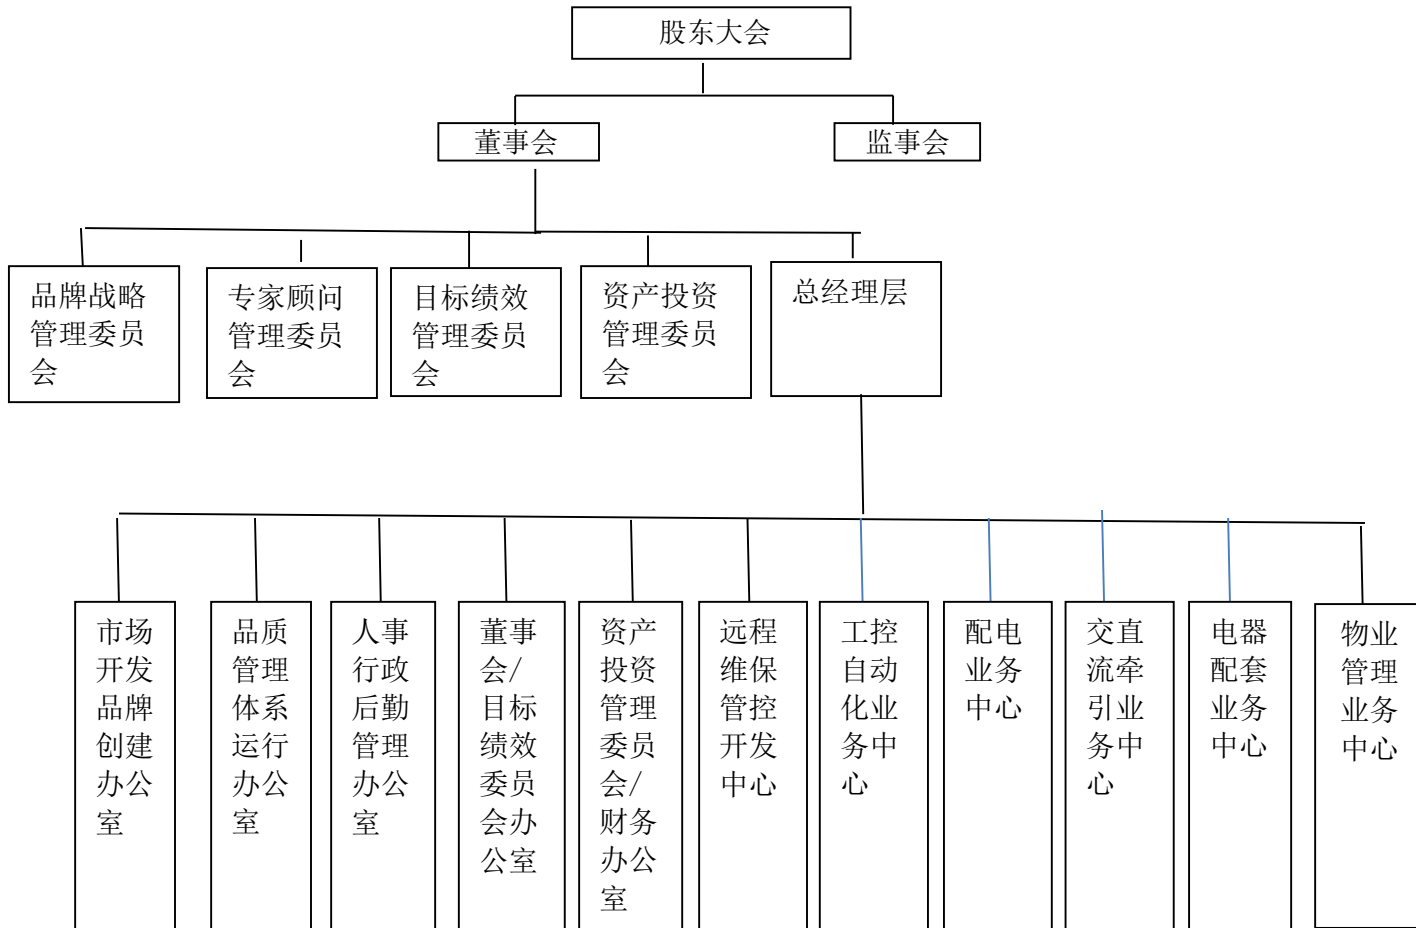 股东大会
董事会
监事会
品牌战略
管理委员
会
专家顾问
管理委员
会
目标绩效
管理委员
会
资产投资
管理委员
会
总经理层
市场
开发
品牌
创建
办公
室
品质
管理
体系
运行
办公
室
人事
行政
后勤
管理
办公
室
董事
会/
目标
绩效
委员
会办
公室
资产
投资
管理
委员
会/
财务
办公
室
远程
维保
管控
开发
中心
工控
自动
化业
务中
心
配电
业务
中心
交直
流牵
引业
务中
心
电器
配套
业务
中心
物业
管理
业务
中心